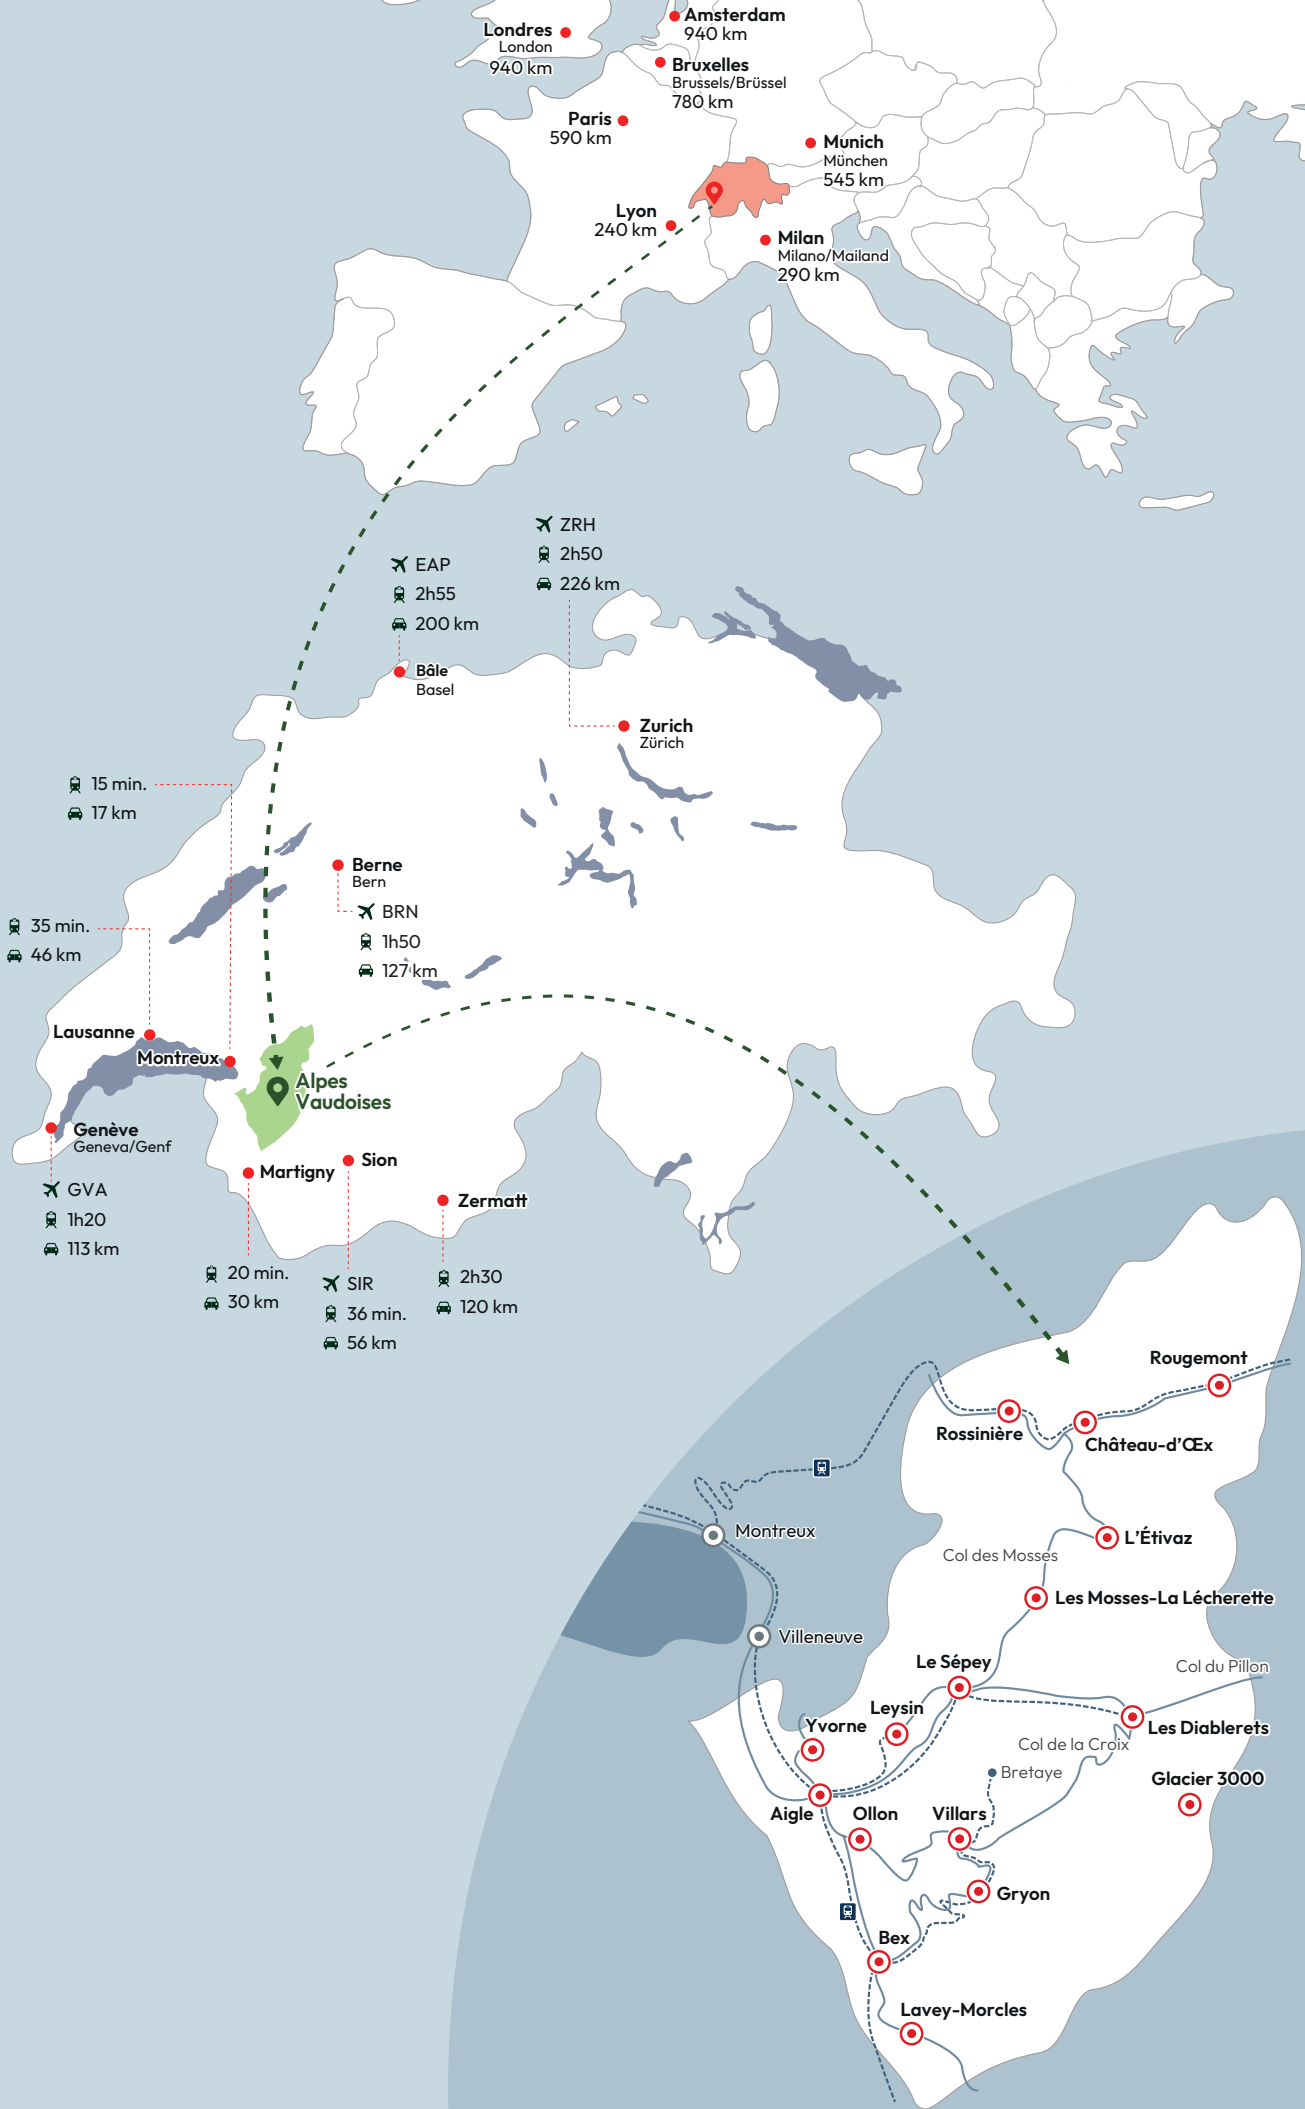 Londres
London
940 km
Amsterdam
940 km
Bruxelles
Brussels/Brüssel
780 km
Paris
590 km
Munich
München
545 km
Lyon
240 km
Milan
Milano/Mailand
290 km
ZRH
2h50
226 km
EAP
2h55
200 km
Bâle
Basel
Zurich
Zürich
15 min.
17 km
Berne
Bern
BRN
1h50
127 km
35 min.
46 km
Lausanne
Montreux
Alpes
Vaudoises
Genève
Geneva/Genf
GVA
1h20
113 km
Martigny
20 min.
30 km
Sion
SIR
36 min.
56 km
Zermatt
2h30
120 km
Rougemont
Rossinière
Château-d’Œx
Montreux
L’Étivaz
Col des Mosses
Les Mosses-La Lécherette
Villeneuve
Le Sépey
Col du Pillon
Leysin
Yvorne
Les Diablerets
Col de la Croix
Bretaye
Glacier 3000
Aigle
Ollon
Villars
Gryon
Bex
Lavey-Morcles